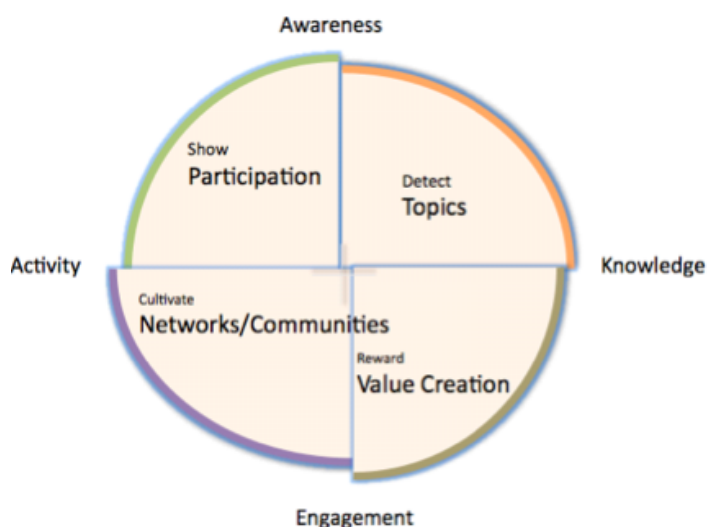 Awareness
Show
Participation
Detect
Topics
Activity
Knowledge
Cultivate
Networks/Communities
Reward
Value Creation
Engagement